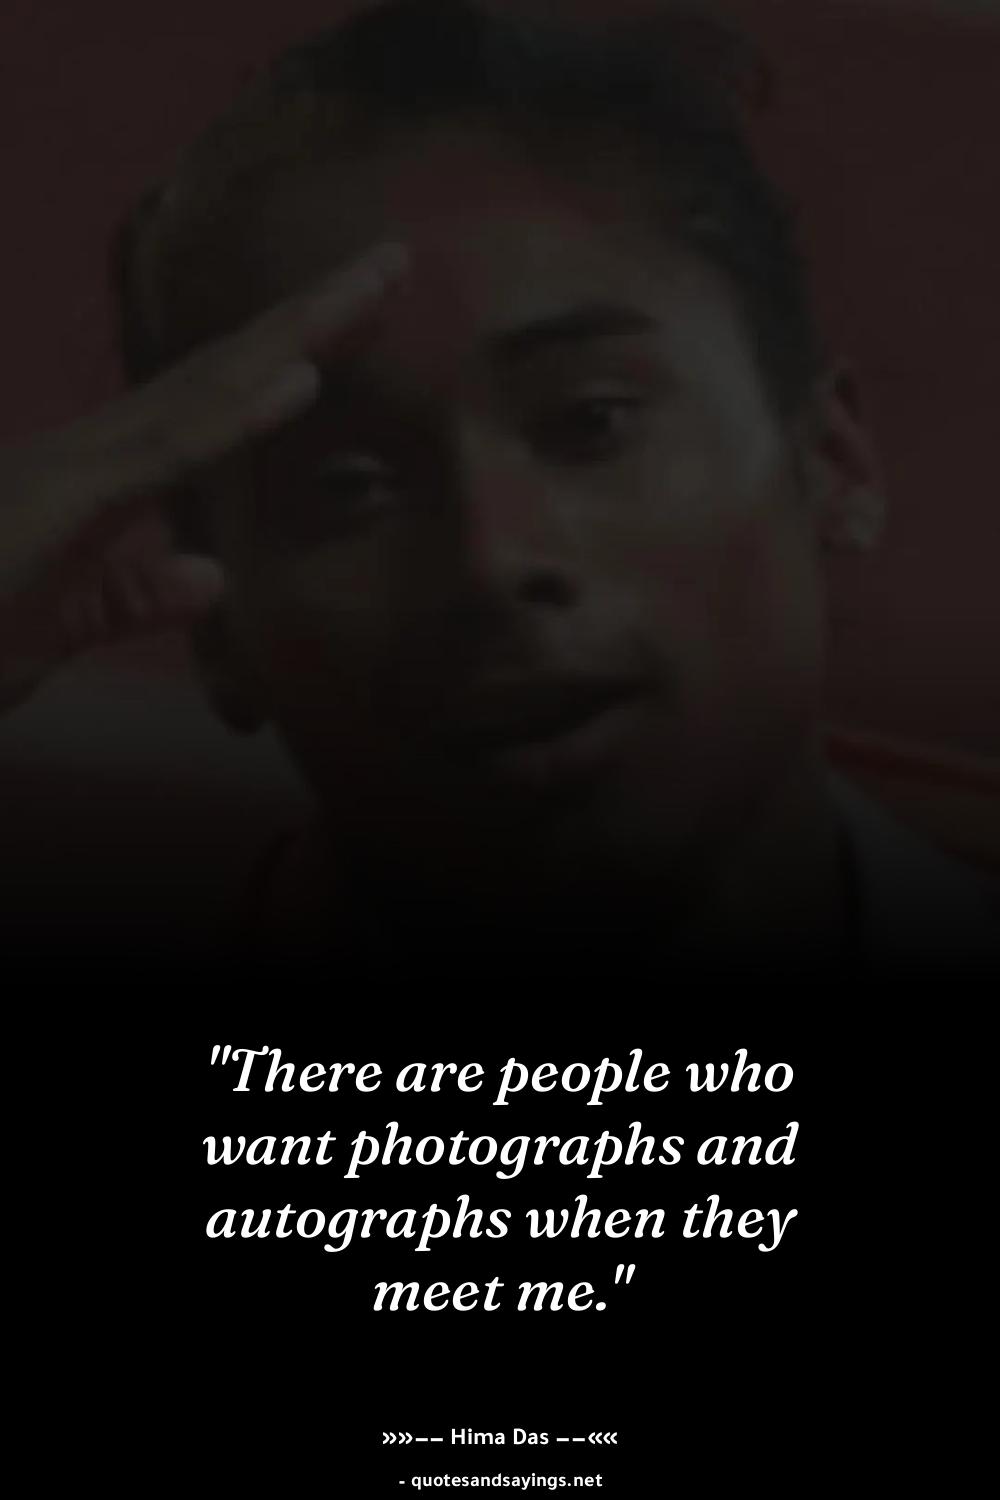 "There are people who
want photographs and
autographs when they
meet me."
»»−− Hima Das −−««
- quotesandsayings.net